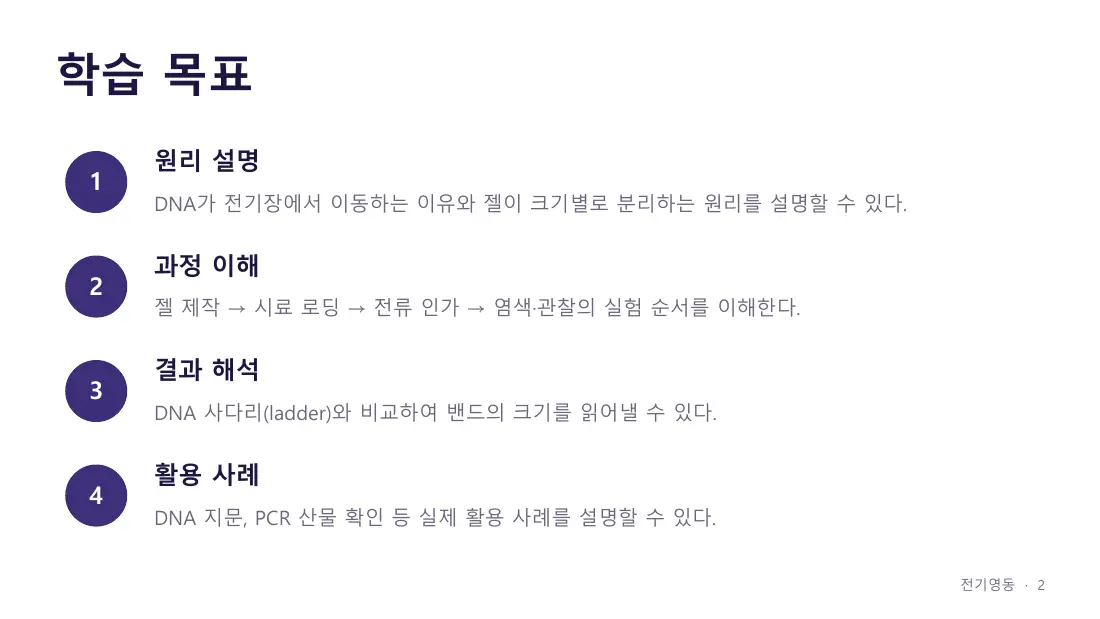 학습 목표
1
원리 설명
DNA가 전기장에서 이동하는 이유와 젤이 크기별로 분리하는 원리를 설명할 수 있다.
2
과정 이해
젤 제작 → 시료 로딩 → 전류 인가 → 염색·관찰의 실험 순서를 이해한다.
3
결과 해석
DNA 사다리(ladder)와 비교하여 밴드의 크기를 읽어낼 수 있다.
4
활용 사례
DNA 지문, PCR 산물 확인 등 실제 활용 사례를 설명할 수 있다.
전기영동 · 2